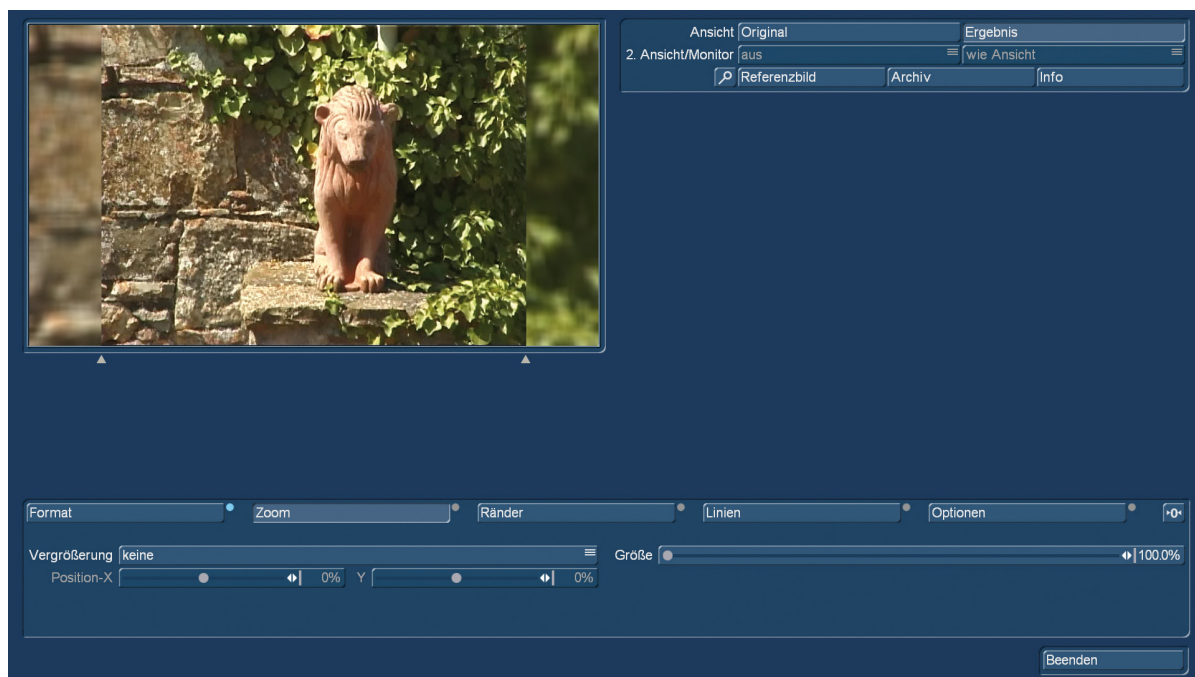 Ansicht Original Ergebnis
2. Ansicht/Monitor aus wie Ansicht
Referenzbild Archiv Info
Format Zoom Ränder Linien Optionen ▸0◂
Vergrößerung keine Größe 100.0%
Position-X 0% Y 0%
Beenden